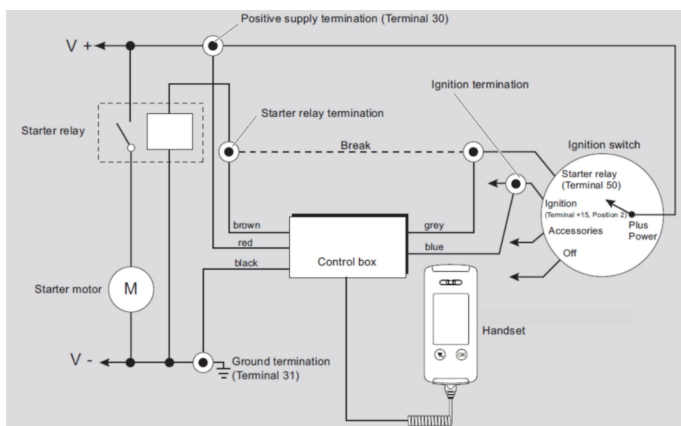 Positive supply termination (Terminal 30)
V +
Ignition termination
Starter relay termination
Starter relay
Break
Ignition switch
Starter relay
(Terminal 50)
Ignition
(Terminal +15, Position 2)
Plus
Power
Accessories
Off
brown
red
black
grey
blue
Control box
Starter motor
M
Handset
OK
V -
Ground termination
(Terminal 31)